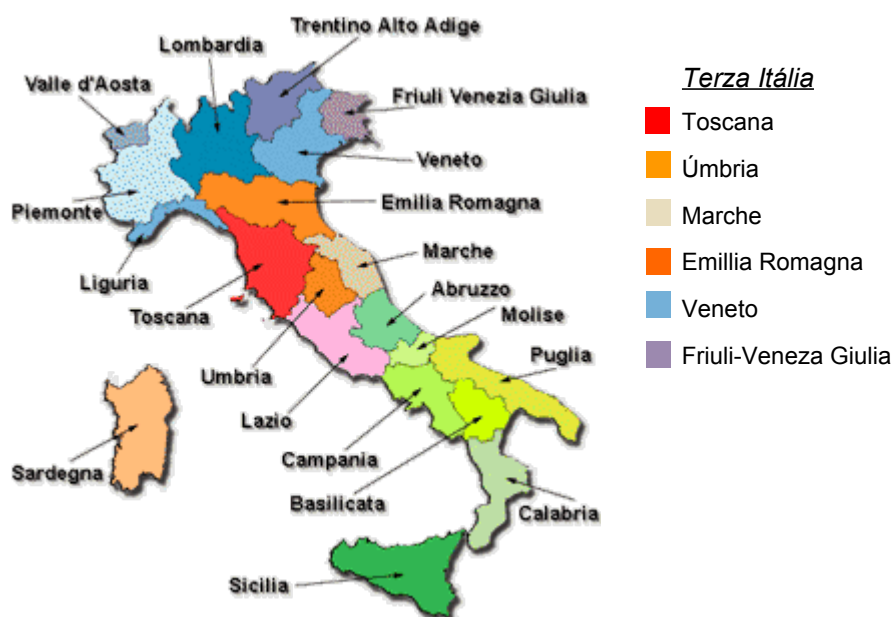 Trentino Alto Adige
Lombardia
Valle d'Aosta
Friuli Venezia Giulia
Veneto
Piemonte
Emilia Romagna
Marche
Liguria
Abruzzo
Toscana
Molise
Umbria
Puglia
Lazio
Campania
Sardegna
Basilicata
Calabria
Sicilia
Terza Itália
Toscana
Úmbria
Marche
Emillia Romagna
Veneto
Friuli-Veneza Giulia